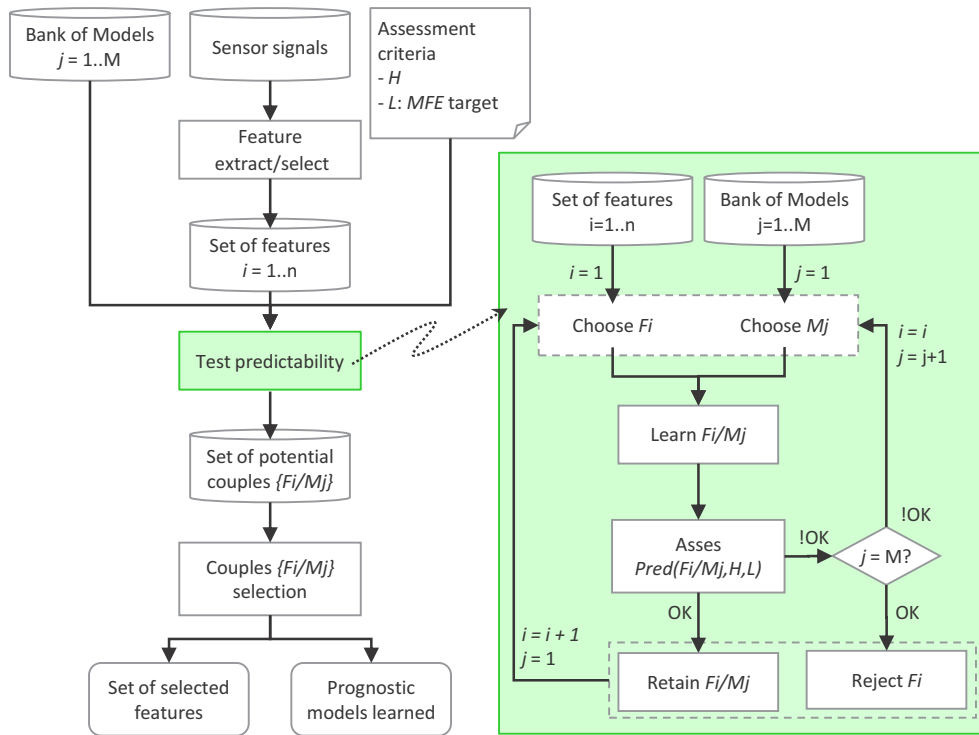 Bank of Models
j = 1..M
Sensor signals
Assessment
criteria
- H
- L: MFE target
Feature
extract/select
Set of features
i = 1..n
Test predictability
Set of potential
couples {Fi/Mj}
Couples {Fi/Mj}
selection
Set of selected
features
Prognostic
models learned
Set of features
i=1..n
Bank of Models
j=1..M
i = 1
j = 1
Choose Fi
Choose Mj
i = i
j = j+1
Learn Fi/Mj
!OK
Asses
Pred(Fi/Mj,H,L)
!OK
j = M?
OK
OK
i = i + 1
j = 1
Retain Fi/Mj
Reject Fi